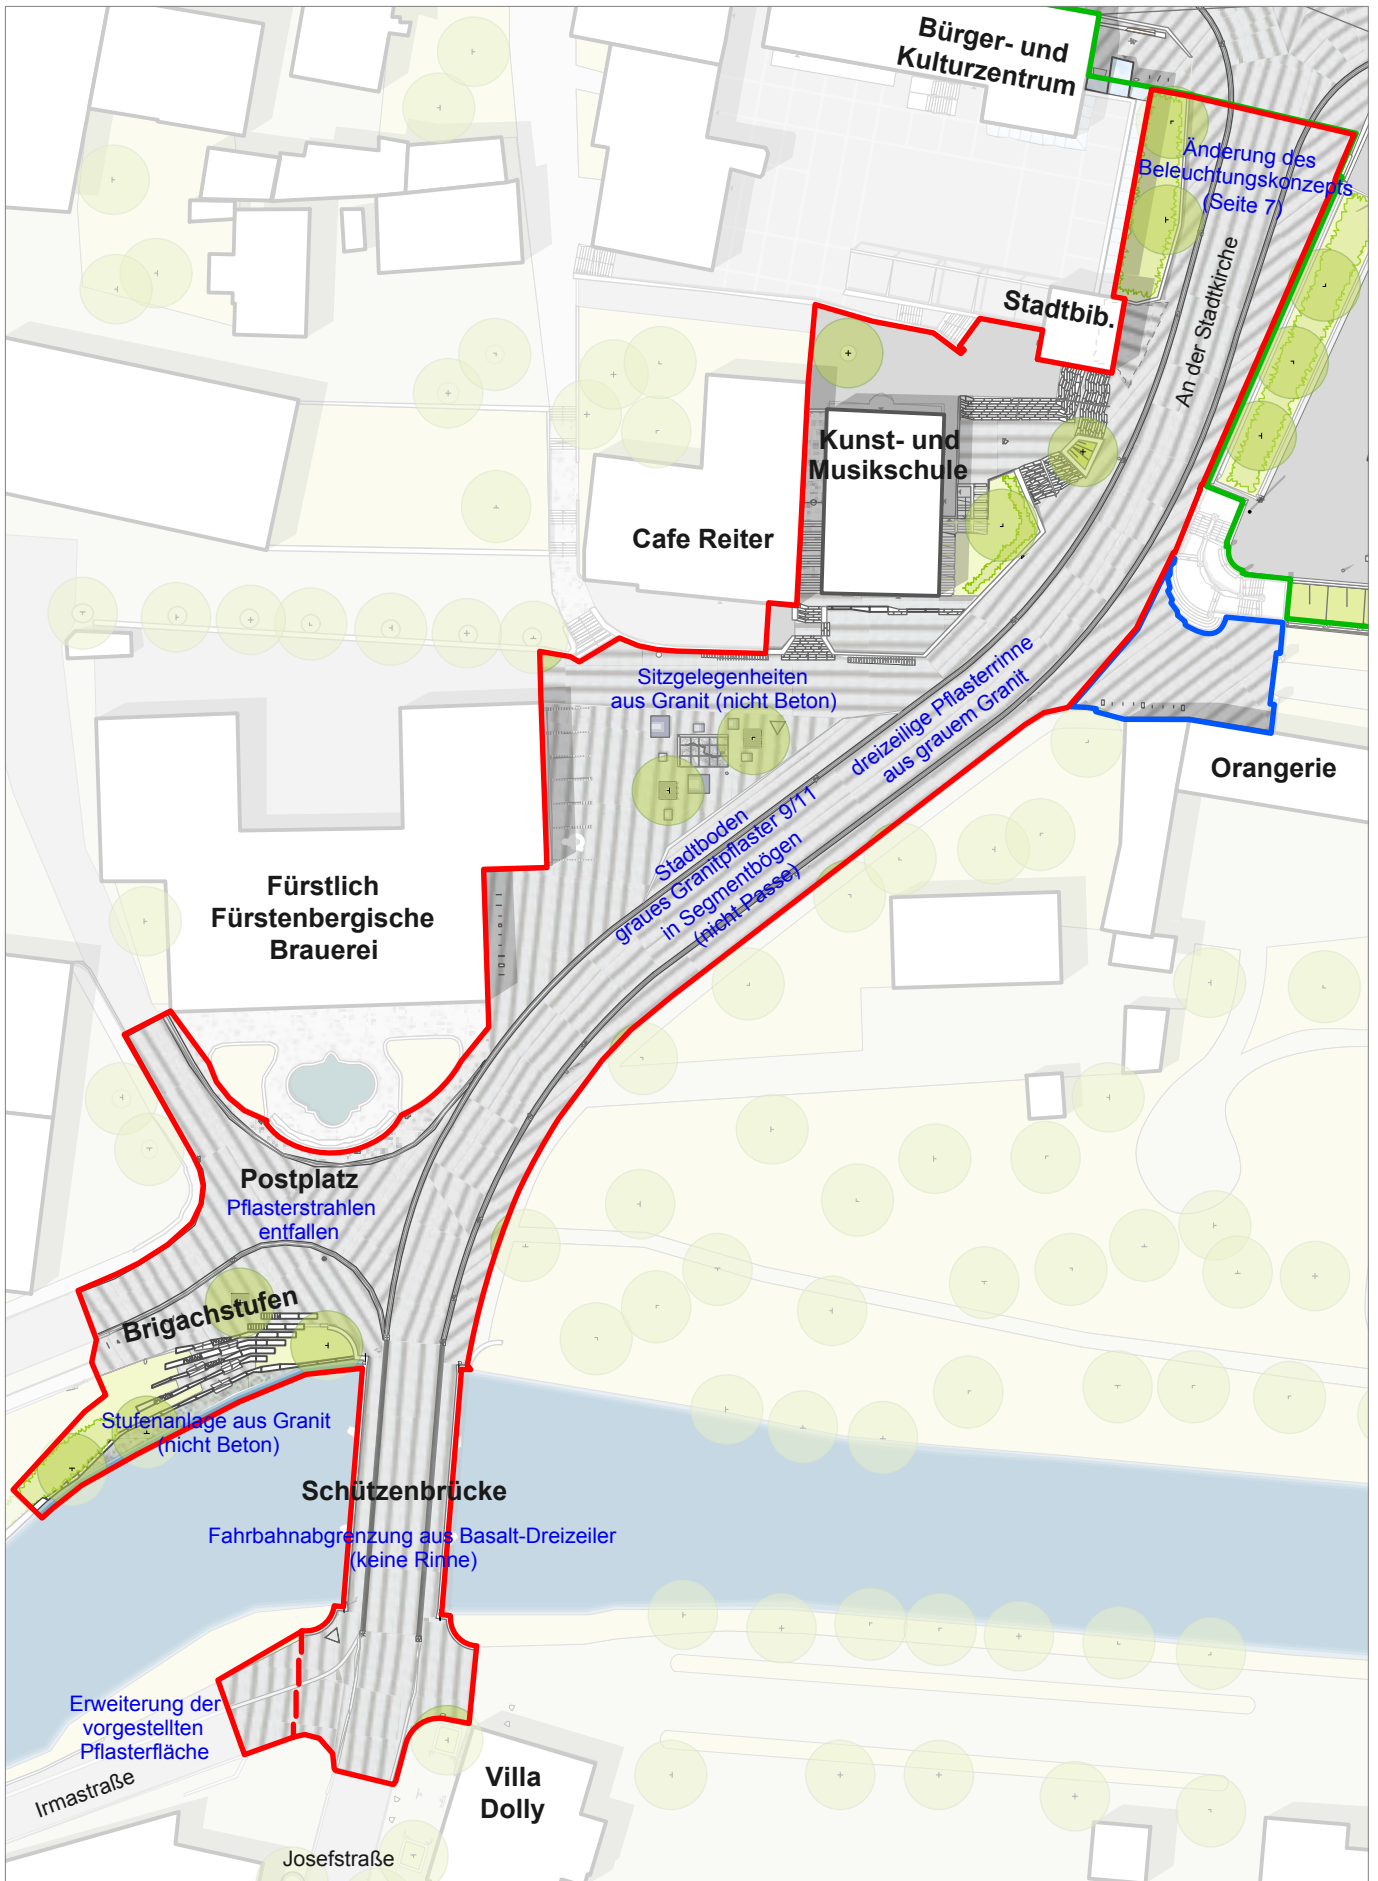 Bürger- und
Kulturzentrum
Änderung des
Beleuchtungskonzepts
(Seite 7)
An der Stadtkirche
Stadtbib.
Kunst- und
Musikschule
Cafe Reiter
Sitzgelegenheiten
aus Granit (nicht Beton)
dreizeilige Pflasterrinne
aus grauem Granit
Orangerie
Stadtboden
graues Granitpflaster 9/11
in Segmentbögen
(nicht Passe)
Fürstlich
Fürstenbergische
Brauerei
Postplatz
Pflasterstrahlen
entfallen
Brigachstufen
Stufenanlage aus Granit
(nicht Beton)
Schützenbrücke
Fahrbahnabgrenzung aus Basalt-Dreizeiler
(keine Rinne)
Erweiterung der
vorgestellten
Pflasterfläche
Irmastraße
Villa
Dolly
Josefstraße